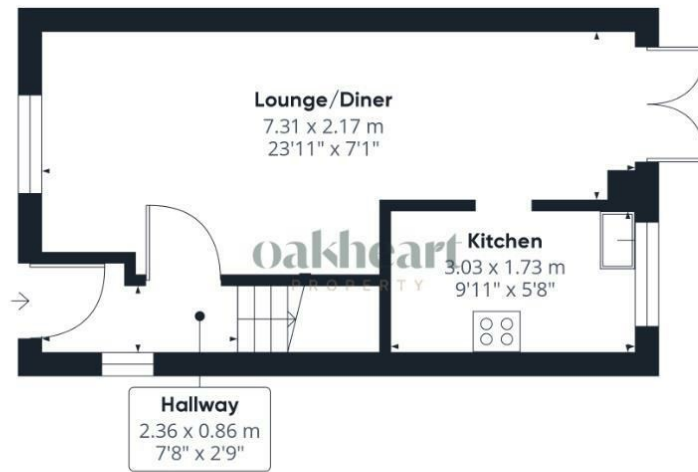 Lounge/Diner
7.31 x 2.17 m
23'11" x 7'1"
oakheart
PROPERTY
Kitchen
3.03 x 1.73 m
9'11" x 5'8"
Hallway
2.36 x 0.86 m
7'8" x 2'9"